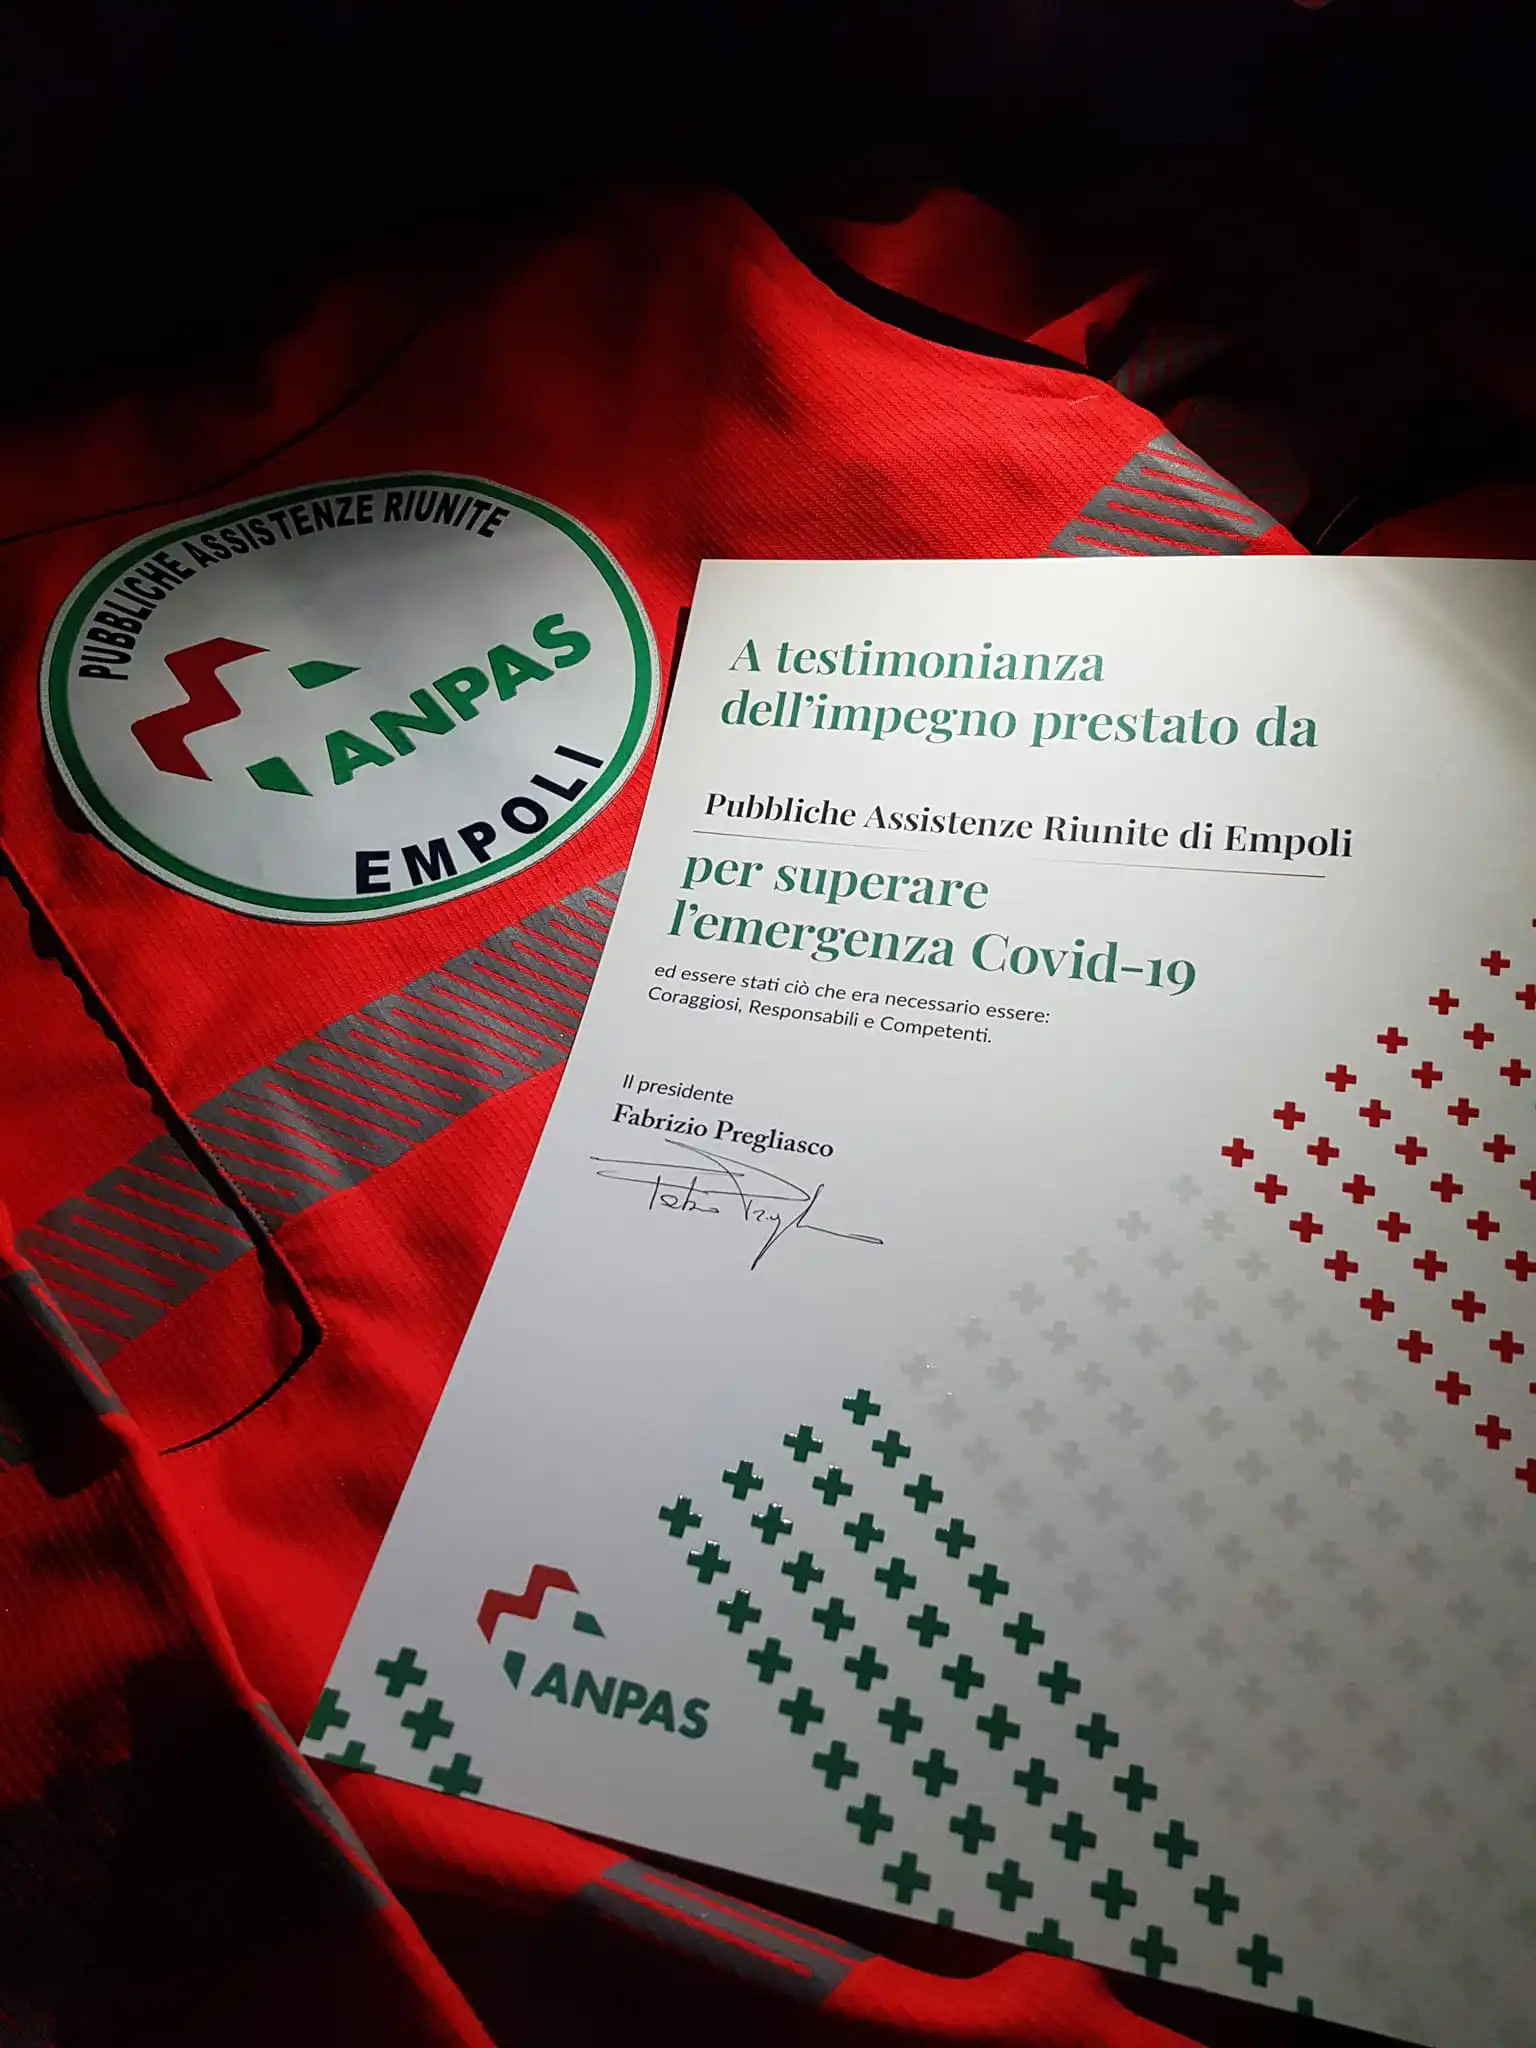 PUBBLICHE ASSISTENZE RIUNITE
ANPAS
EMPOLI
A testimonianza
dell'impegno prestato da
Pubbliche Assistenze Riunite di Empoli
per superare
l'emergenza Covid-19
ed essere stati ciò che era necessario essere:
Coraggiosi, Responsabili e Competenti.
Il presidente
Fabrizio Pregliasco
ANPAS